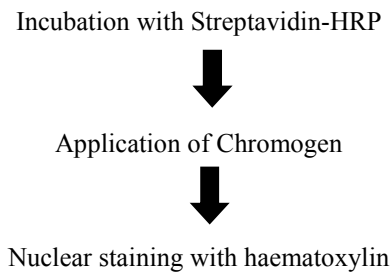 Incubation with Streptavidin-HRP
Application of Chromogen
Nuclear staining with haematoxylin